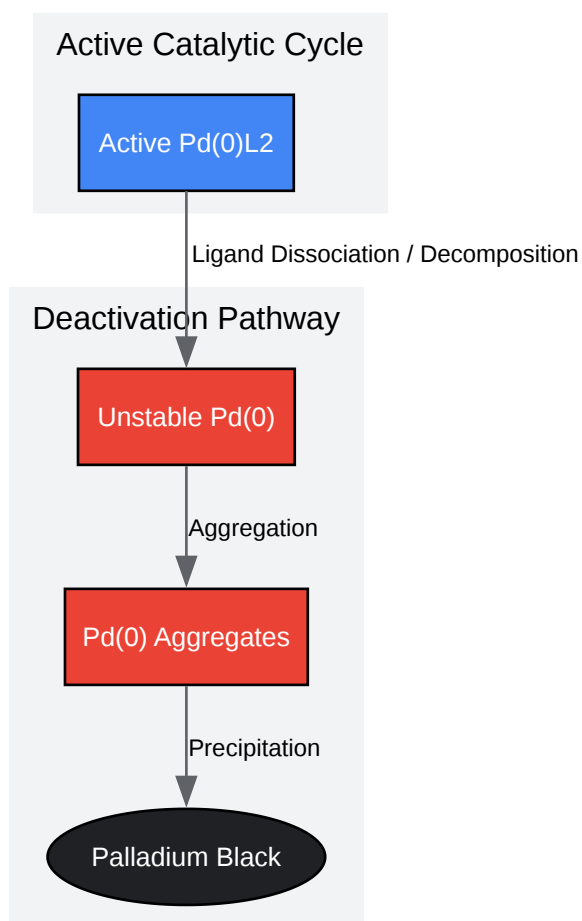 Active Catalytic Cycle
Active Pd(0)L2
Ligand Dissociation / Decomposition
Deactivation Pathway
Unstable Pd(0)
Aggregation
Pd(0) Aggregates
Precipitation
Palladium Black